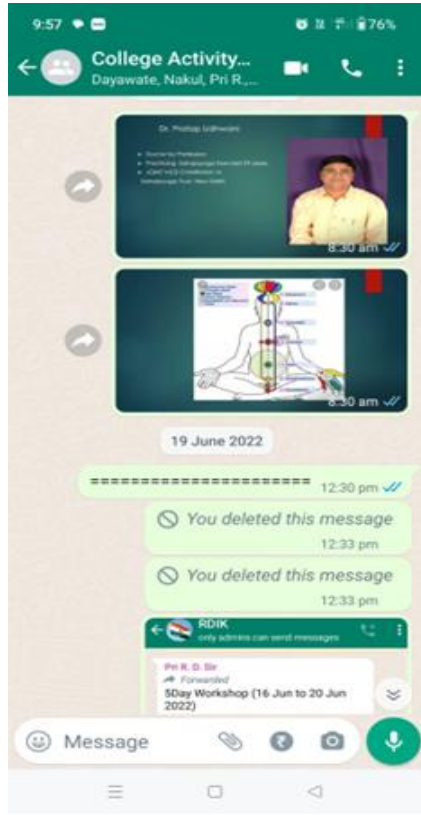 9:57
76%
College Activity...
Dayawate, Nakul, Pri R.,...
Dr. Pratap Udhwani
8:30 am
8:30 am
19 June 2022
=======================
12:30 pm
You deleted this message
12:33 pm
You deleted this message
12:33 pm
RDIK
only admins can send messages
Pri R. D. Sir
Forwarded
5Day Workshop (16 Jun to 20 Jun
2022)
Message